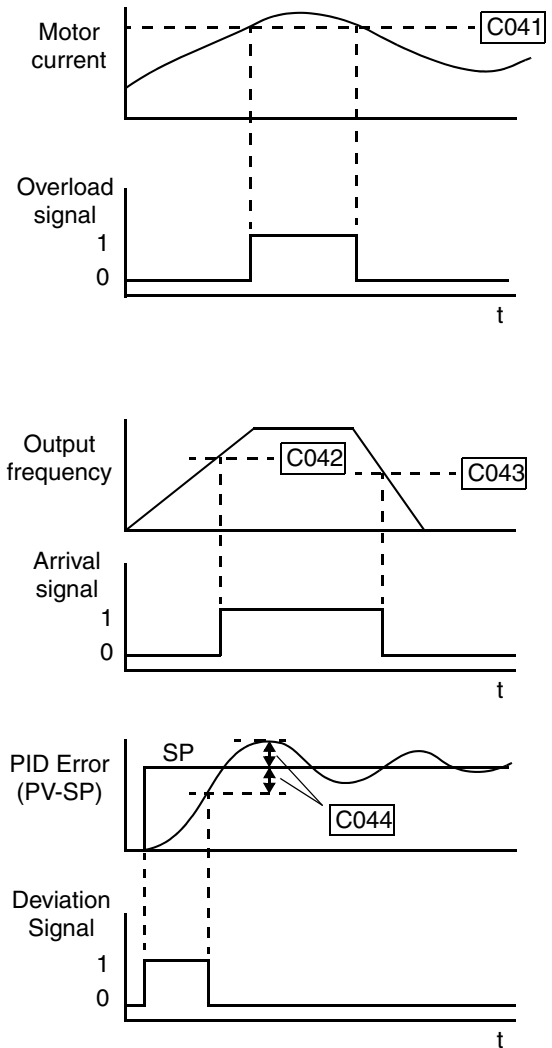 Motor
current
C041
Overload
signal
1
0
t
Output
frequency
C042
C043
Arrival
signal
1
0
t
PID Error
(PV-SP)
SP
C044
Deviation
Signal
1
0
t